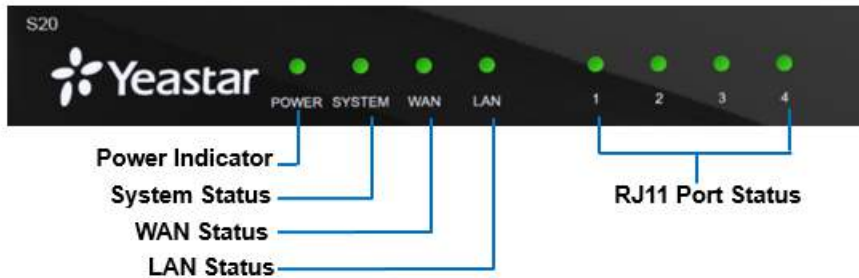 S20
Yeastar
POWER SYSTEM WAN LAN 1 2 3 4
Power Indicator
System Status
WAN Status
LAN Status
RJ11 Port Status